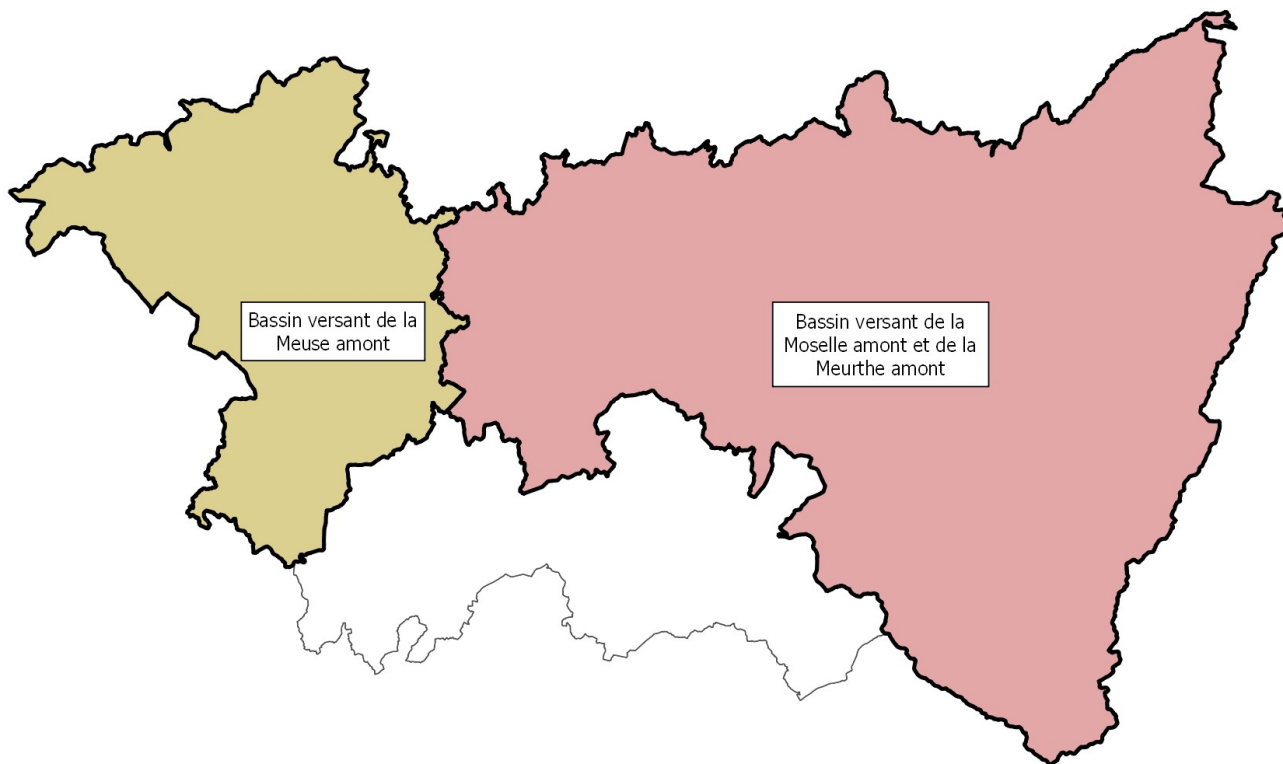 Bassin versant de la
Meuse amont
Bassin versant de la
Moselle amont et de la
Meurthe amont